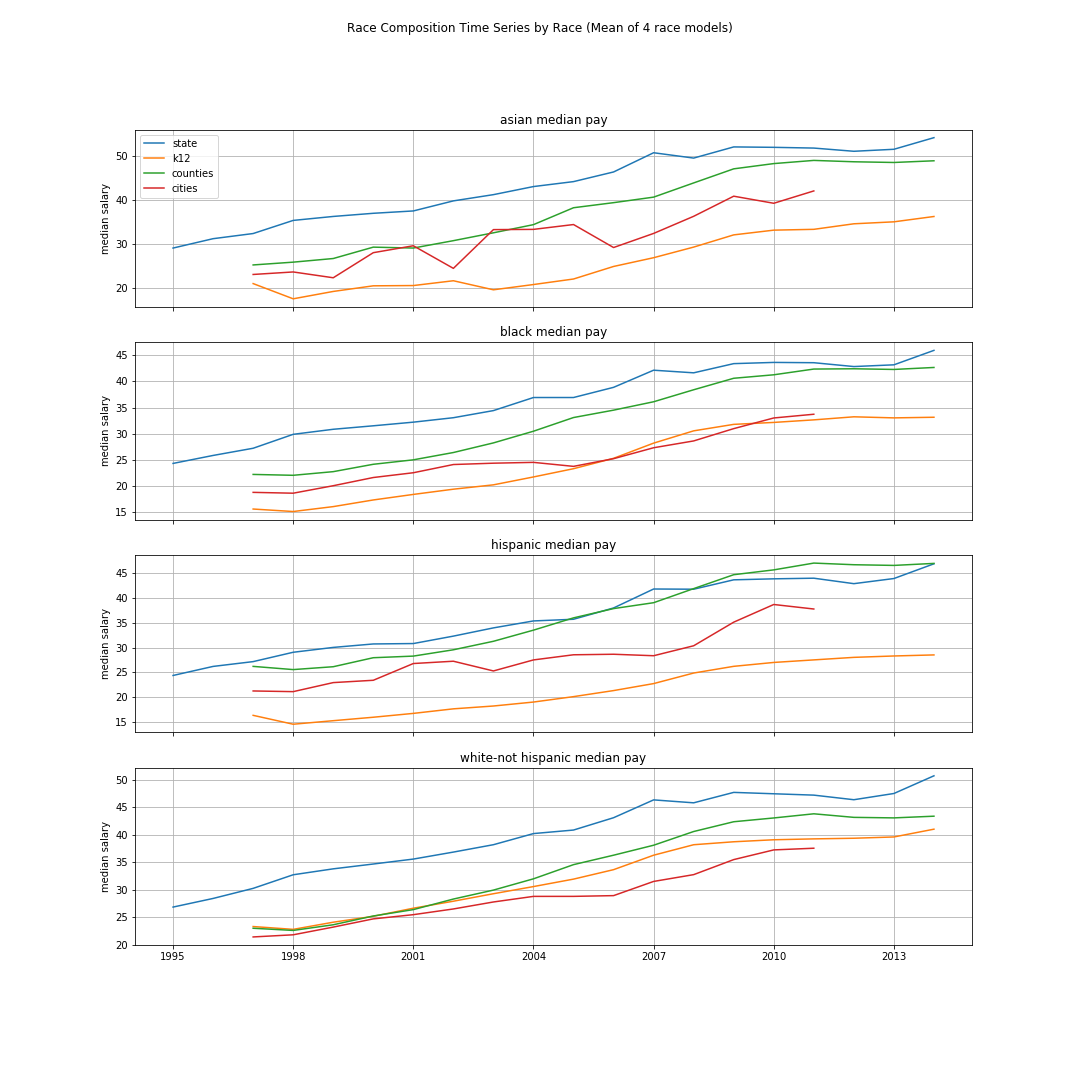 Race Composition Time Series by Race (Mean of 4 race models)
asian median pay
state
k12
counties
cities
50
40
30
20
median salary
black median pay
45
40
35
30
25
20
15
median salary
hispanic median pay
45
40
35
30
25
20
15
median salary
white-not hispanic median pay
50
45
40
35
30
25
20
median salary
1995 1998 2001 2004 2007 2010 2013